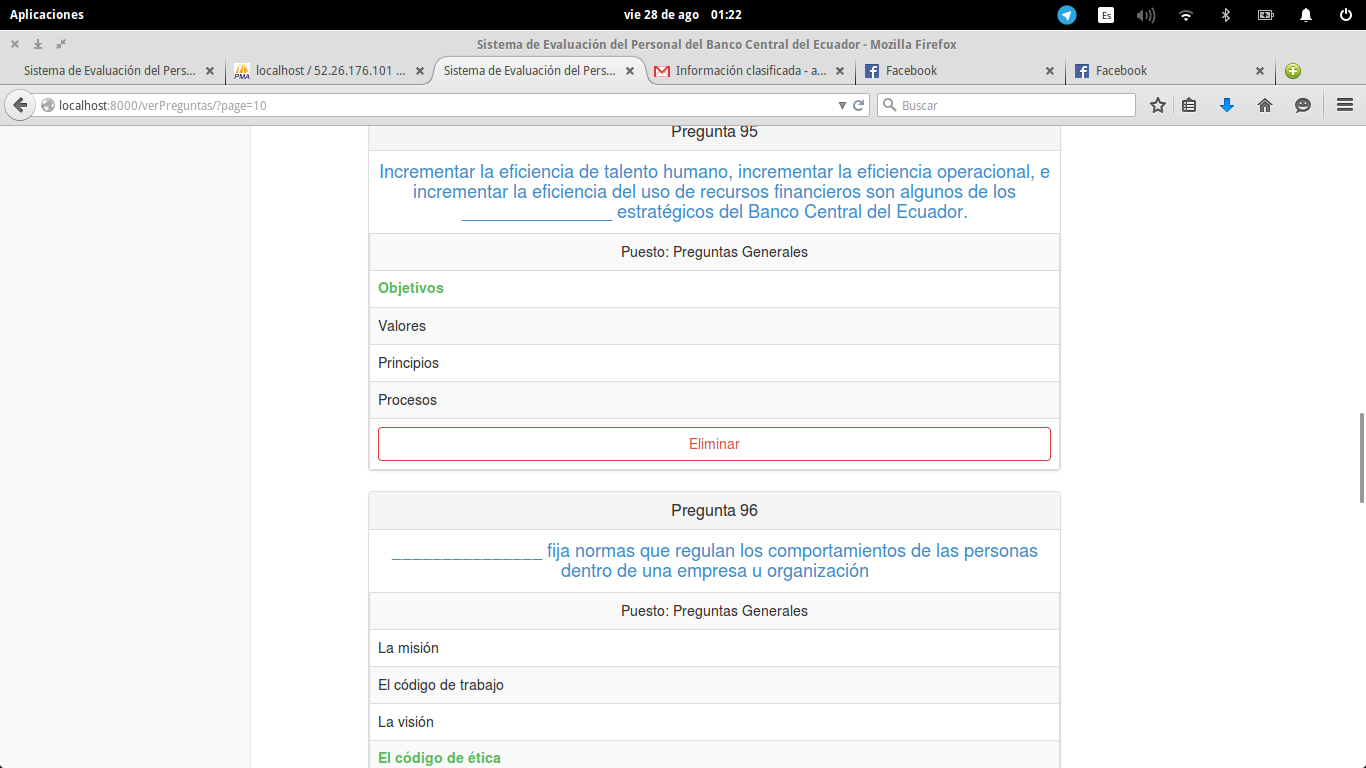 Aplicaciones
vie 28 de ago 01:22
Es
Sistema de Evaluación del Personal del Banco Central del Ecuador - Mozilla Firefox
Sistema de Evaluación del Pers...
PMA
localhost / 52.26.176.101 ...
Sistema de Evaluación del Pers...
Información clasificada - a...
Facebook
Facebook
localhost:8000/verPreguntas/?page=10
Buscar
Pregunta 95
Incrementar la eficiencia de talento humano, incrementar la eficiencia operacional, e
incrementar la eficiencia del uso de recursos financieros son algunos de los
_______________ estratégicos del Banco Central del Ecuador.
Puesto: Preguntas Generales
Objetivos
Valores
Principios
Procesos
Eliminar
Pregunta 96
_______________ fija normas que regulan los comportamientos de las personas
dentro de una empresa u organización
Puesto: Preguntas Generales
La misión
El código de trabajo
La visión
El código de ética